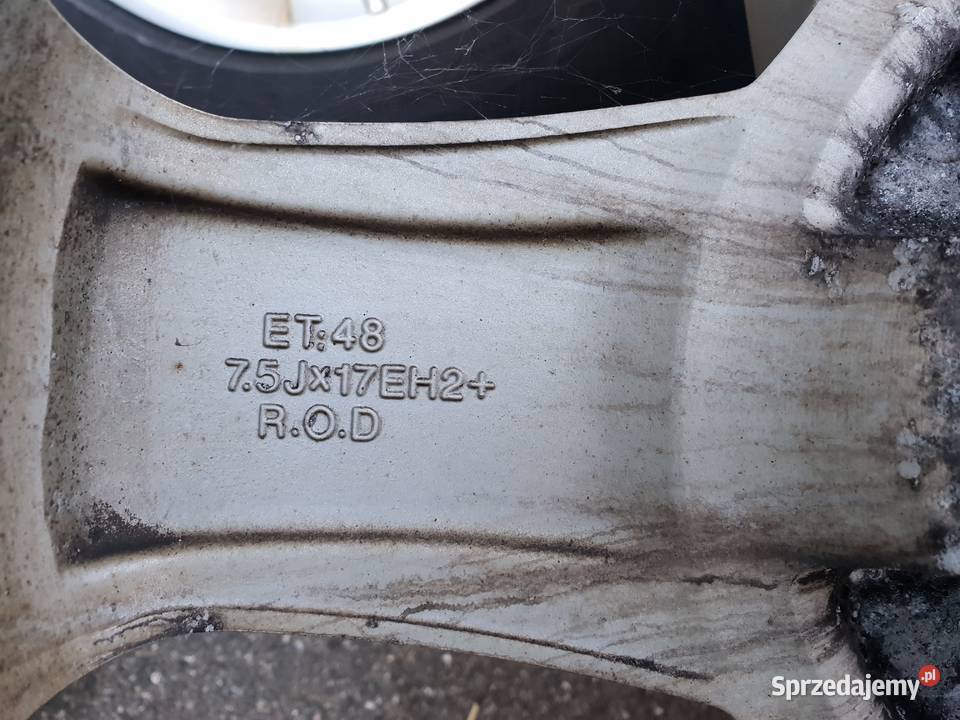 ET:48
7.5Jx17EH2+
R.O.D
Sprzedajemy.pl